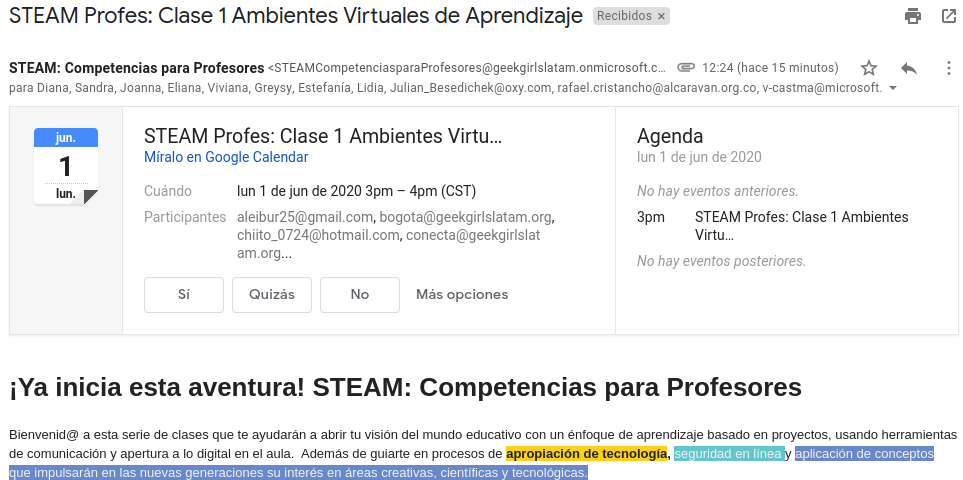 STEAM Profes: Clase 1 Ambientes Virtuales de Aprendizaje Recibidos ×
STEAM: Competencias para Profesores <STEAMCompetenciasparaProfesores@geekgirlslatam.onmicrosoft.c... 12:24 (hace 15 minutos)
para Diana, Sandra, Joanna, Eliana, Viviana, Greysy, Estefanía, Lidia, Julian_Besedichek@oxy.com, rafael.cristancho@alcaravan.org.co, v-castma@microsoft.
jun.
1
lun.
STEAM Profes: Clase 1 Ambientes Virtu...
Míralo en Google Calendar
Cuándo lun 1 de jun de 2020 3pm – 4pm (CST)
Participantes aleibur25@gmail.com, bogota@geekgirlslatam.org,
chiito_0724@hotmail.com, conecta@geekgirlslat
am.org...
Sí Quizás No Más opciones
Agenda
lun 1 de jun de 2020
No hay eventos anteriores.
3pm STEAM Profes: Clase 1 Ambientes
Virtu...
No hay eventos posteriores.
¡Ya inicia esta aventura! STEAM: Competencias para Profesores
Bienvenid@ a esta serie de clases que te ayudarán a abrir tu visión del mundo educativo con un énfoque de aprendizaje basado en proyectos, usando herramientas
de comunicación y apertura a lo digital en el aula. Además de guiarte en procesos de apropiación de tecnología, seguridad en línea y aplicación de conceptos
que impulsarán en las nuevas generaciones su interés en áreas creativas, científicas y tecnológicas.